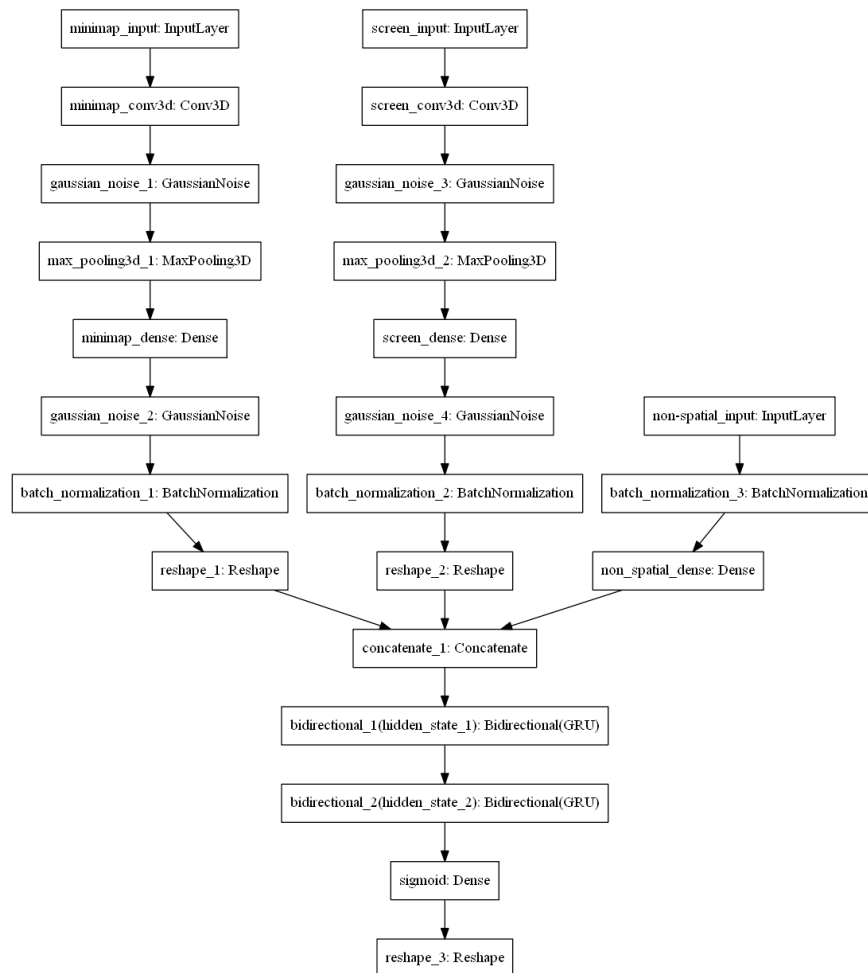 minimap_input: InputLayer
screen_input: InputLayer
minimap_conv3d: Conv3D
screen_conv3d: Conv3D
gaussian_noise_1: GaussianNoise
gaussian_noise_3: GaussianNoise
max_pooling3d_1: MaxPooling3D
max_pooling3d_2: MaxPooling3D
minimap_dense: Dense
screen_dense: Dense
gaussian_noise_2: GaussianNoise
gaussian_noise_4: GaussianNoise
non-spatial_input: InputLayer
batch_normalization_1: BatchNormalization
batch_normalization_2: BatchNormalization
batch_normalization_3: BatchNormalization
reshape_1: Reshape
reshape_2: Reshape
non_spatial_dense: Dense
concatenate_1: Concatenate
bidirectional_1(hidden_state_1): Bidirectional(GRU)
bidirectional_2(hidden_state_2): Bidirectional(GRU)
sigmoid: Dense
reshape_3: Reshape